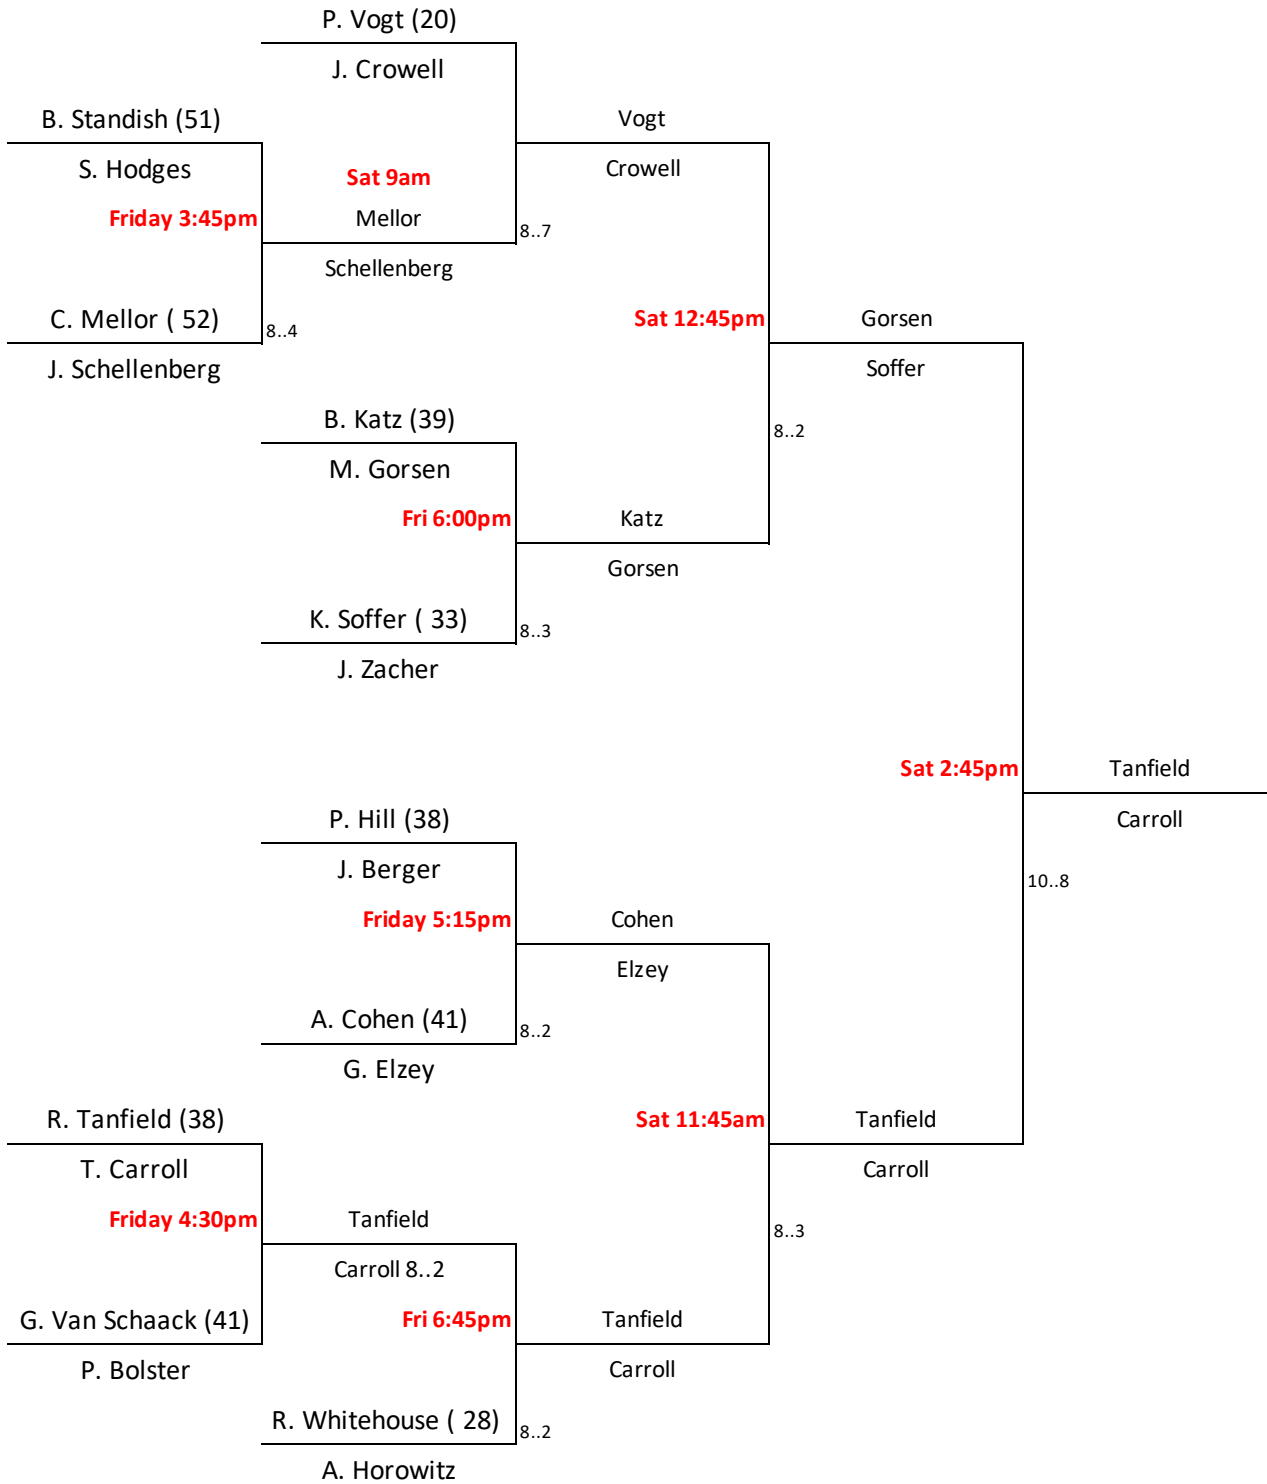 P. Vogt (20)
J. Crowell
B. Standish (51)
Vogt
S. Hodges
Sat 9am
Crowell
Friday 3:45pm
Mellor
8..7
Schellenberg
C. Mellor ( 52)
8..4
Sat 12:45pm
Gorsen
J. Schellenberg
Soffer
B. Katz (39)
8..2
M. Gorsen
Fri 6:00pm
Katz
Gorsen
K. Soffer ( 33)
8..3
J. Zacher
Sat 2:45pm
Tanfield
P. Hill (38)
Carroll
J. Berger
10..8
Friday 5:15pm
Cohen
Elzey
A. Cohen (41)
8..2
G. Elzey
R. Tanfield (38)
Sat 11:45am
Tanfield
T. Carroll
Carroll
Friday 4:30pm
Tanfield
8..3
Carroll 8..2
G. Van Schaack (41)
Fri 6:45pm
Tanfield
P. Bolster
Carroll
R. Whitehouse ( 28)
8..2
A. Horowitz